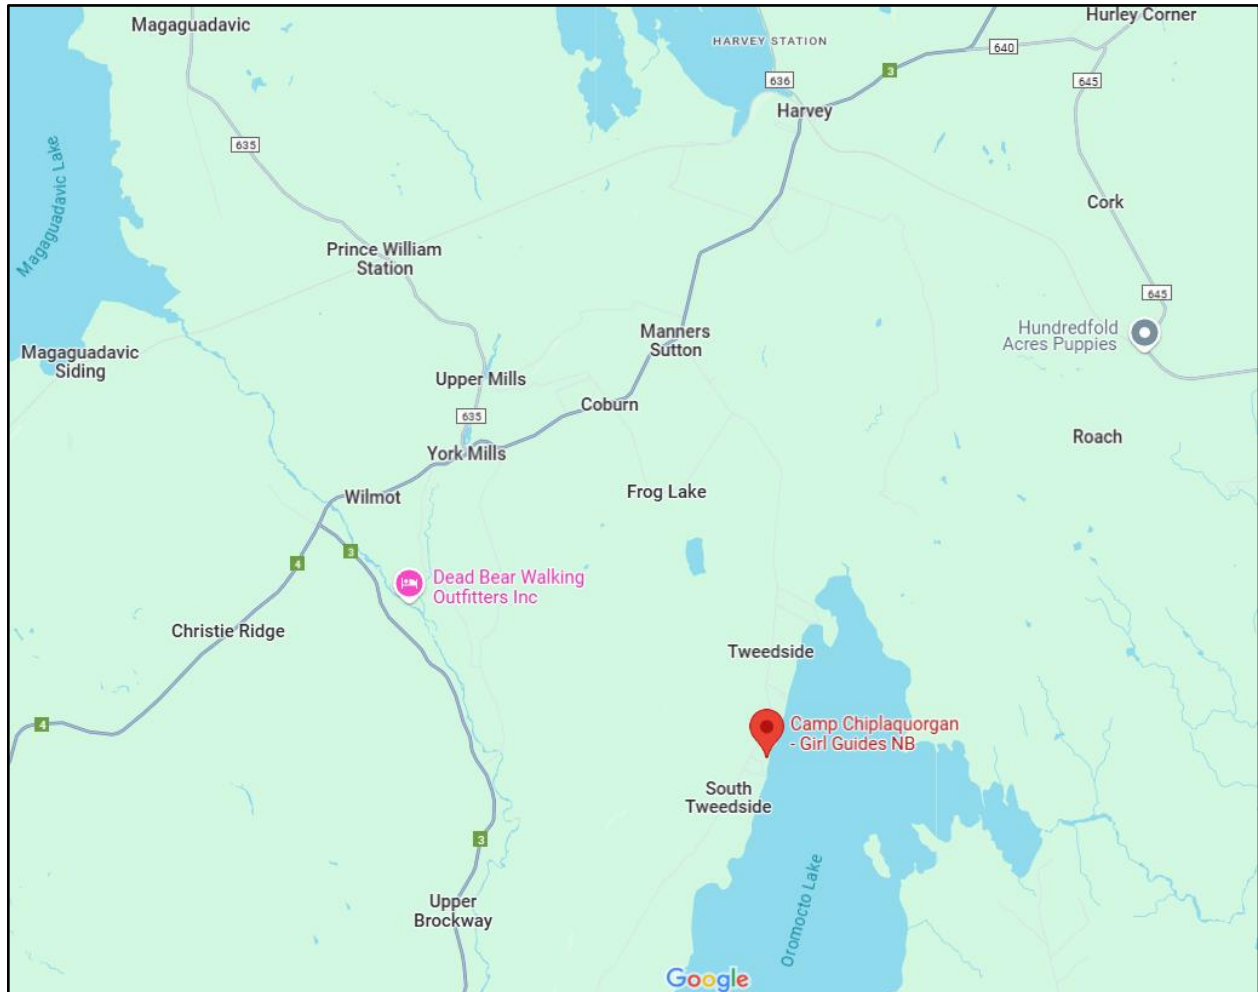 Magaguadavic
Hurley Corner
HARVEY STATION
640
3
636
645
Harvey
635
Magaguadavic Lake
Cork
Prince William
Station
645
Hundredfold
Acres Puppies
Manners
Sutton
Magaguadavic
Siding
Upper Mills
Coburn
635
Roach
York Mills
Wilmot
Frog Lake
3
4
Dead Bear Walking
Outfitters Inc
Christie Ridge
Tweedside
4
Camp Chiplaquorgan
- Girl Guides NB
South
Tweedside
3
Upper
Brockway
Oromocto Lake
Google